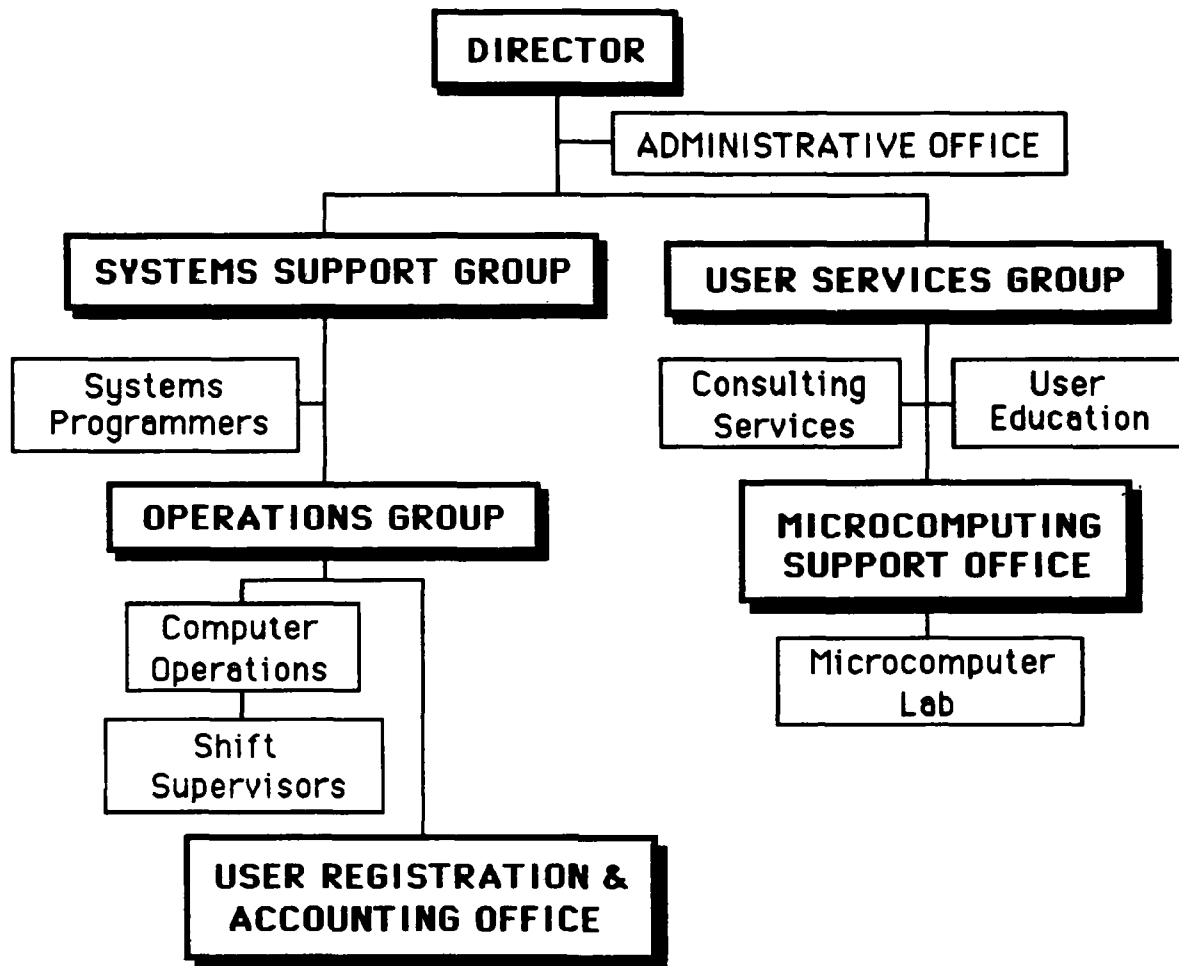 DIRECTOR
ADMINISTRATIVE OFFICE
SYSTEMS SUPPORT GROUP
USER SERVICES GROUP
Systems
Programmers
Consulting
Services
User
Education
OPERATIONS GROUP
MICROCOMPUTING
SUPPORT OFFICE
Computer
Operations
Microcomputer
Lab
Shift
Supervisors
USER REGISTRATION &
ACCOUNTING OFFICE